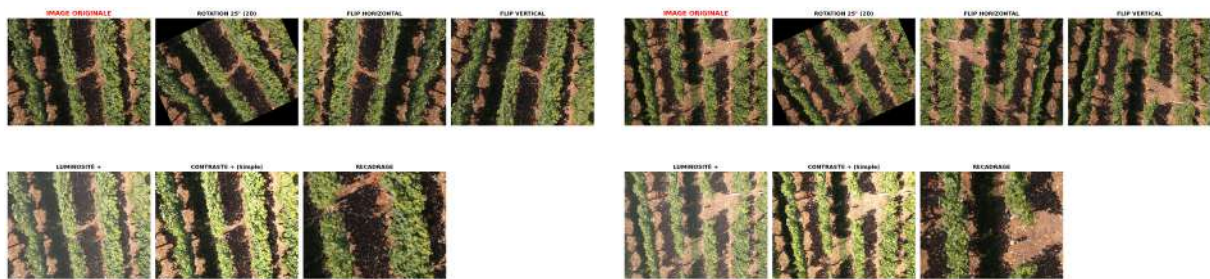 IMAGE ORIGINALE
ROTATION 25° (2D)
FLIP HORIZONTAL
FLIP VERTICAL
IMAGE ORIGINALE
ROTATION 25° (2D)
FLIP HORIZONTAL
FLIP VERTICAL
LUMINOSITÉ +
CONTRASTE + (Simple)
RECADRAGE
LUMINOSITÉ +
CONTRASTE + (Simple)
RECADRAGE